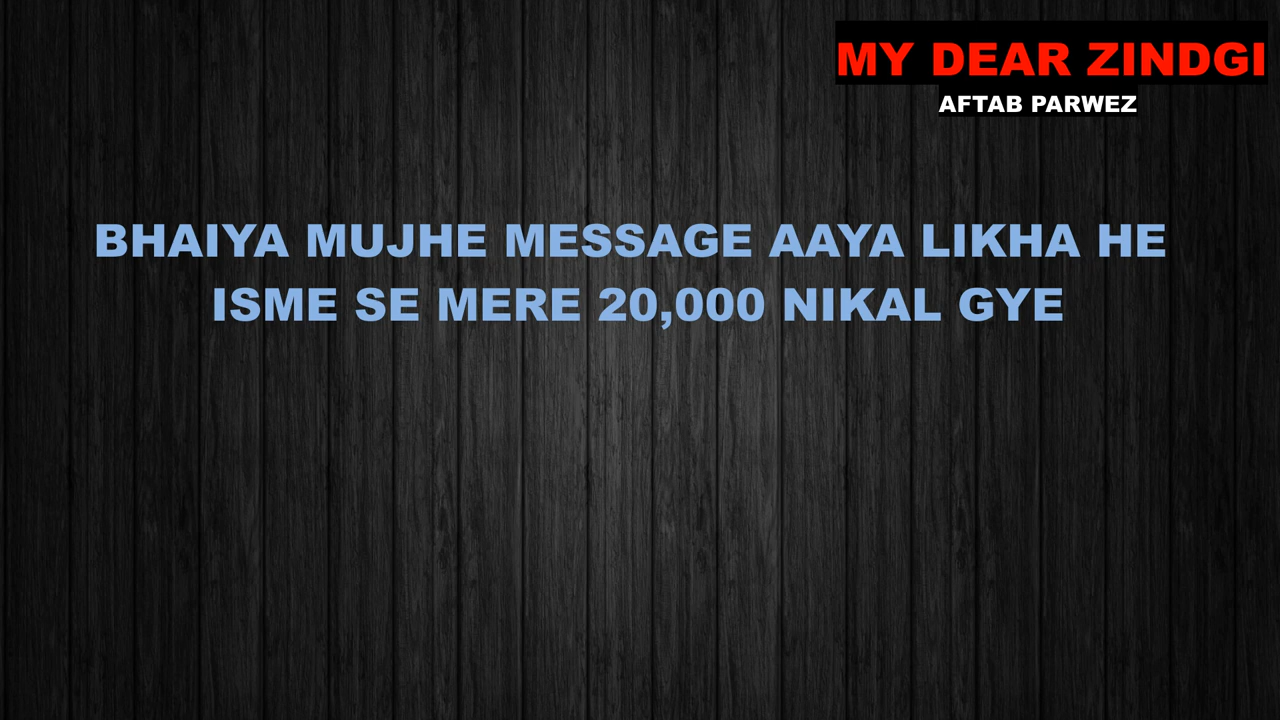 MY DEAR ZINDGI
AFTAB PARWEZ
BHAIYA MUJHE MESSAGE AAYA LIKHA HE
ISME SE MERE 20,000 NIKAL GYE